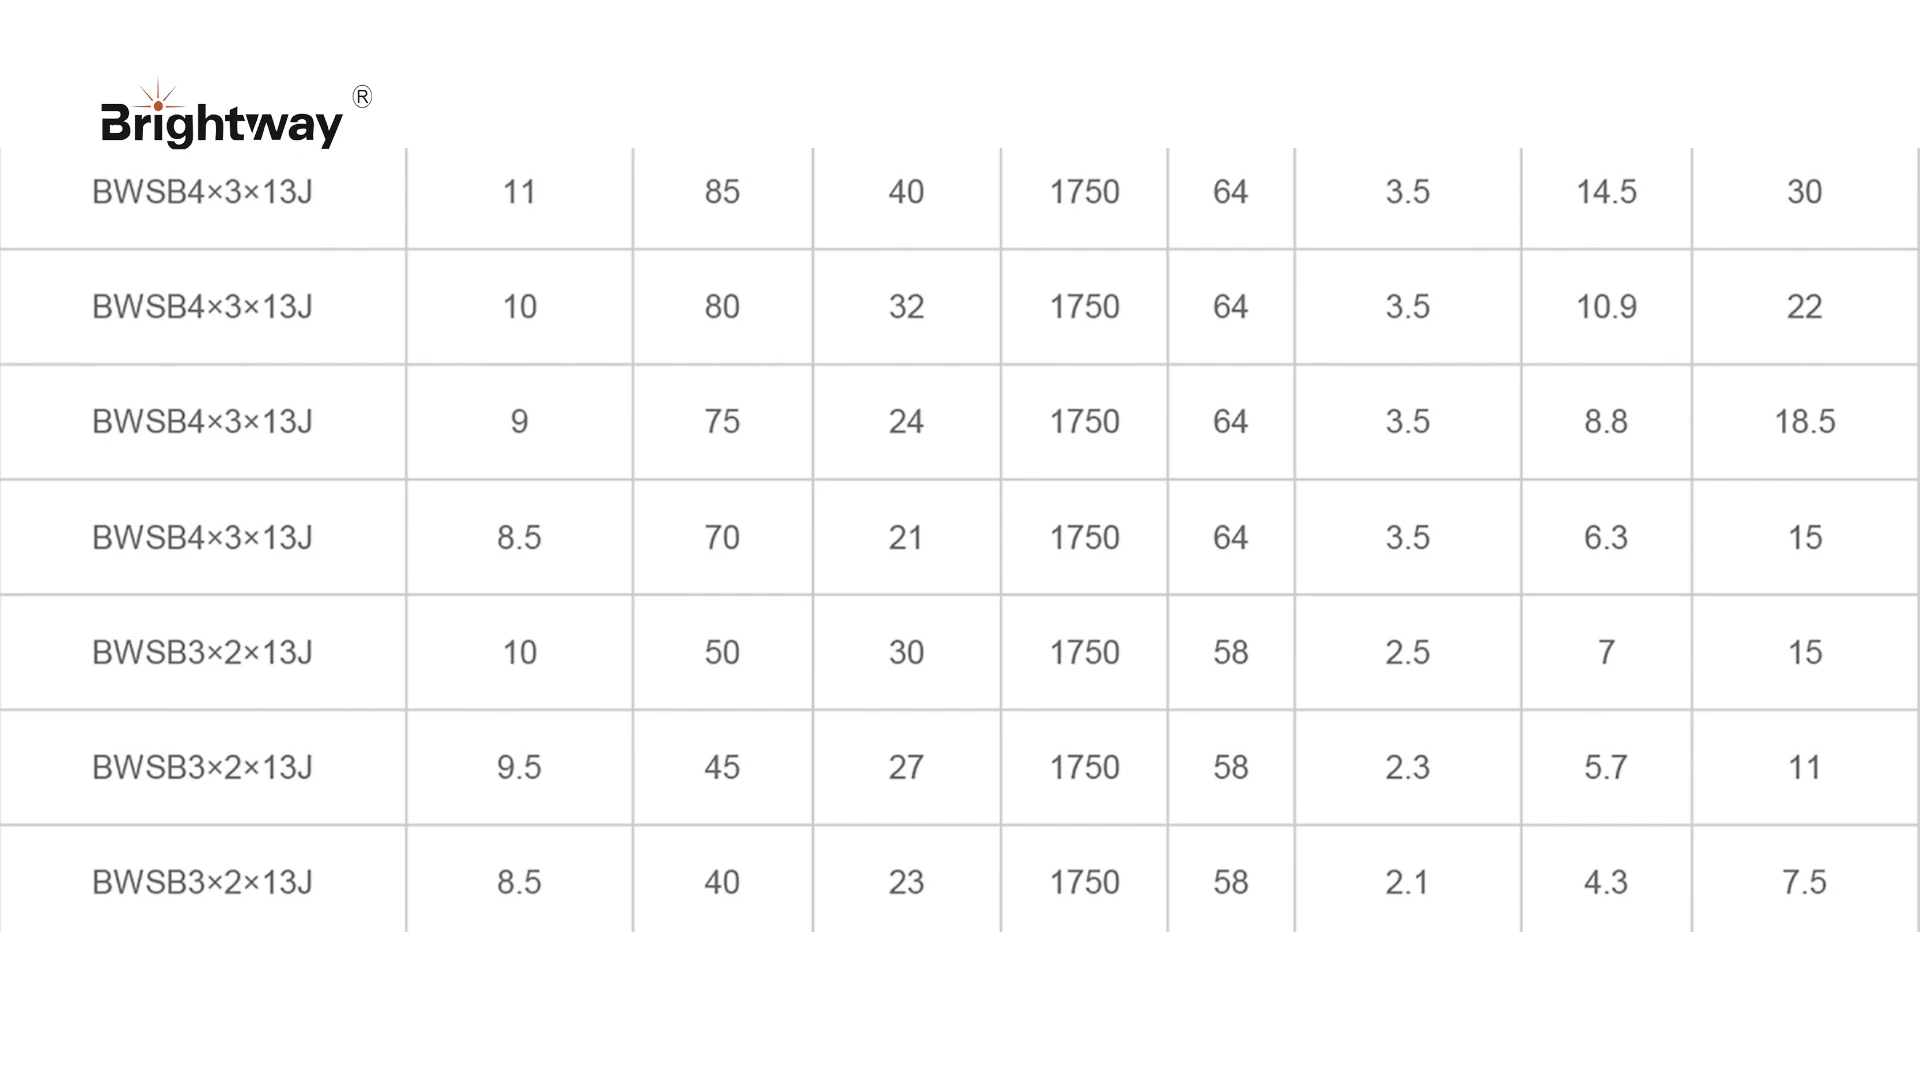 Brightway ®
BWSB4×3×13J 11 85 40 1750 64 3.5 14.5 30
BWSB4×3×13J 10 80 32 1750 64 3.5 10.9 22
BWSB4×3×13J 9 75 24 1750 64 3.5 8.8 18.5
BWSB4×3×13J 8.5 70 21 1750 64 3.5 6.3 15
BWSB3×2×13J 10 50 30 1750 58 2.5 7 15
BWSB3×2×13J 9.5 45 27 1750 58 2.3 5.7 11
BWSB3×2×13J 8.5 40 23 1750 58 2.1 4.3 7.5